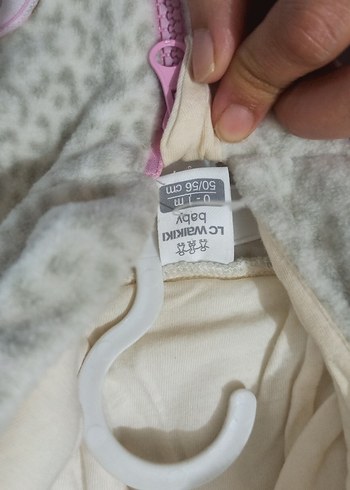 LC WAIKIKI
baby
0 - 1 m
50/56 cm